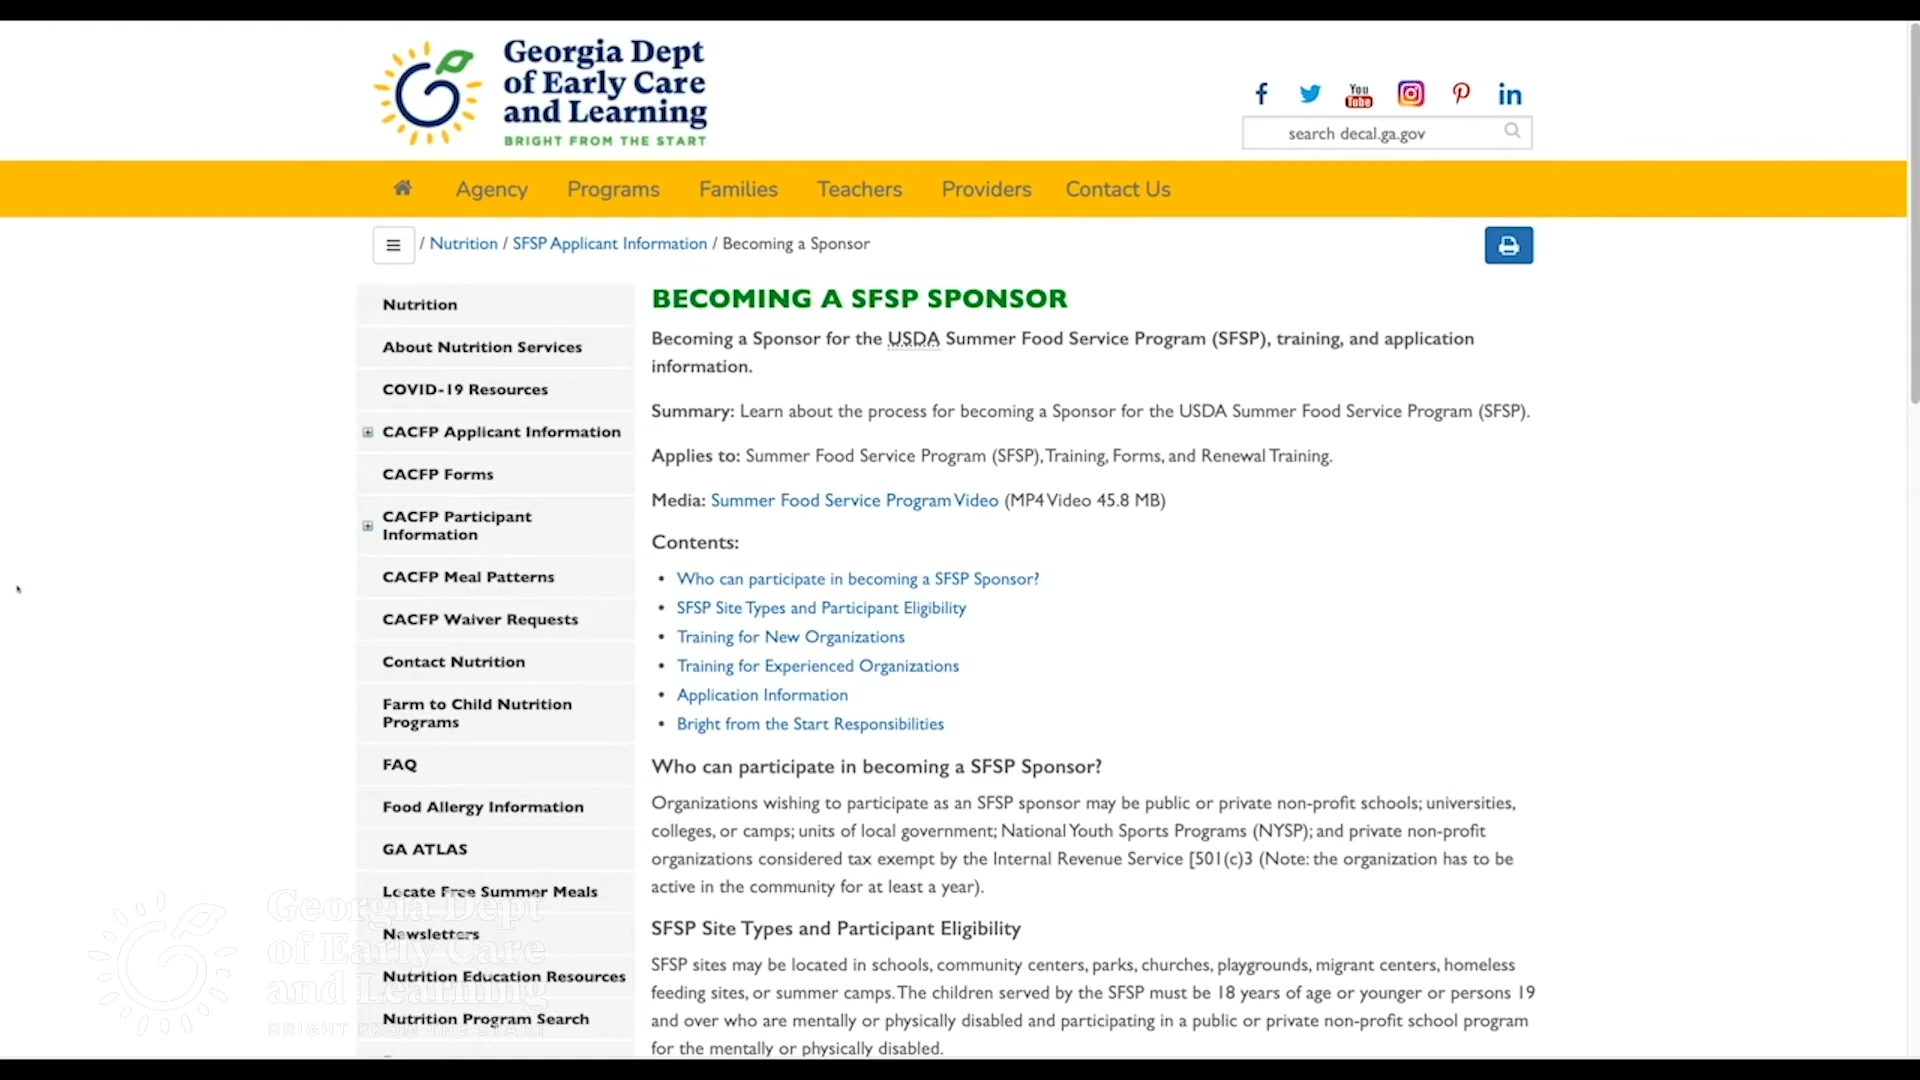 Georgia Dept
of Early Care
and Learning
BRIGHT FROM THE START
You
Tube
search decal.ga.gov
Agency Programs Families Teachers Providers Contact Us
/ Nutrition / SFSP Applicant Information / Becoming a Sponsor
Nutrition
About Nutrition Services
COVID-19 Resources
CACFP Applicant Information
CACFP Forms
CACFP Participant
Information
CACFP Meal Patterns
CACFP Waiver Requests
Contact Nutrition
Farm to Child Nutrition
Programs
FAQ
Food Allergy Information
GA ATLAS
Locate Free Summer Meals
Newsletters
Nutrition Education Resources
Nutrition Program Search
BECOMING A SFSP SPONSOR
Becoming a Sponsor for the USDA Summer Food Service Program (SFSP), training, and application
information.
Summary: Learn about the process for becoming a Sponsor for the USDA Summer Food Service Program (SFSP).
Applies to: Summer Food Service Program (SFSP), Training, Forms, and Renewal Training.
Media: Summer Food Service Program Video (MP4 Video 45.8 MB)
Contents:
• Who can participate in becoming a SFSP Sponsor?
• SFSP Site Types and Participant Eligibility
• Training for New Organizations
• Training for Experienced Organizations
• Application Information
• Bright from the Start Responsibilities
Who can participate in becoming a SFSP Sponsor?
Organizations wishing to participate as an SFSP sponsor may be public or private non-profit schools; universities,
colleges, or camps; units of local government; National Youth Sports Programs (NYSP); and private non-profit
organizations considered tax exempt by the Internal Revenue Service [501(c)3 (Note: the organization has to be
active in the community for at least a year).
SFSP Site Types and Participant Eligibility
SFSP sites may be located in schools, community centers, parks, churches, playgrounds, migrant centers, homeless
feeding sites, or summer camps. The children served by the SFSP must be 18 years of age or younger or persons 19
and over who are mentally or physically disabled and participating in a public or private non-profit school program
for the mentally or physically disabled.
Georgia Dept
of Early Care
and Learning
BRIGHT FROM THE START